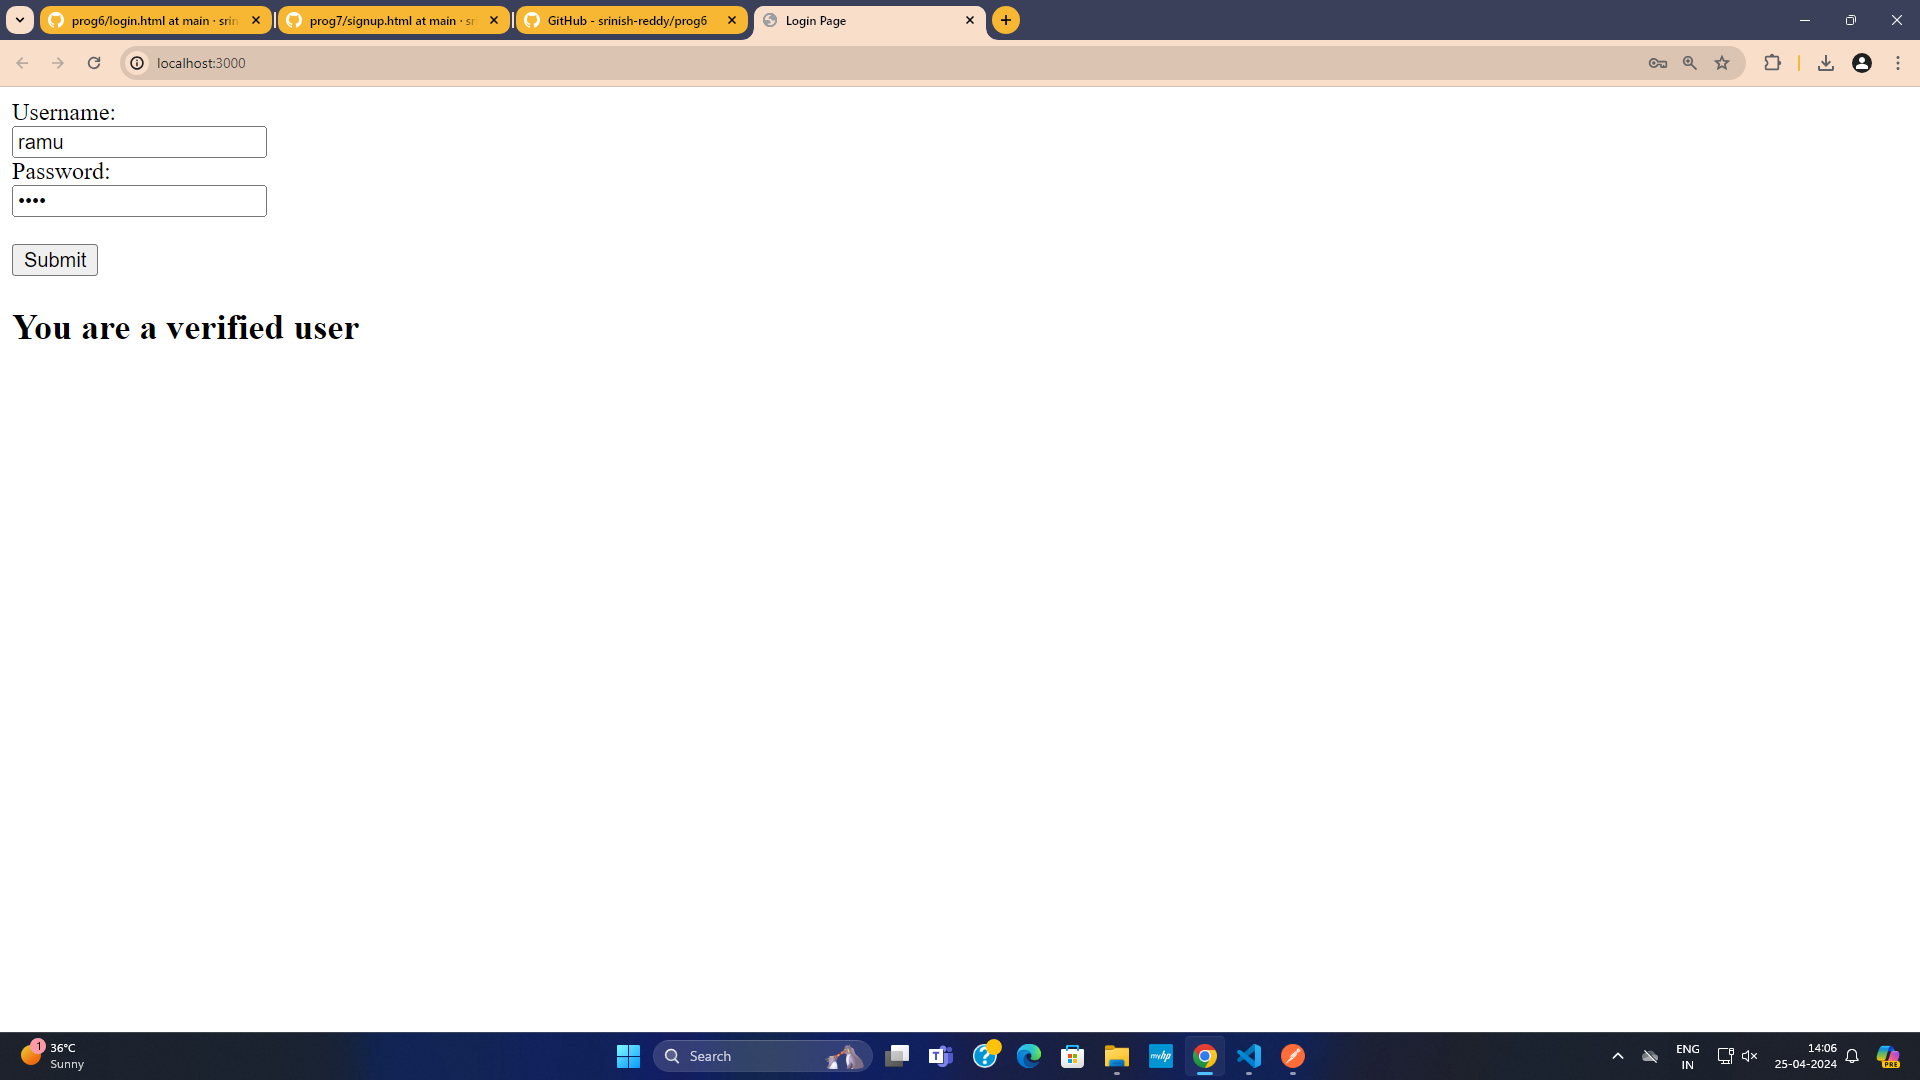 prog6/login.html at main · srin
prog7/signup.html at main · sr
GitHub - srinish-reddy/prog6
Login Page
localhost:3000
Username:
ramu
Password:
••••
Submit
You are a verified user
1
36°C
Sunny
Search
T
myhp
PRE
ENG
IN
14:06
25-04-2024